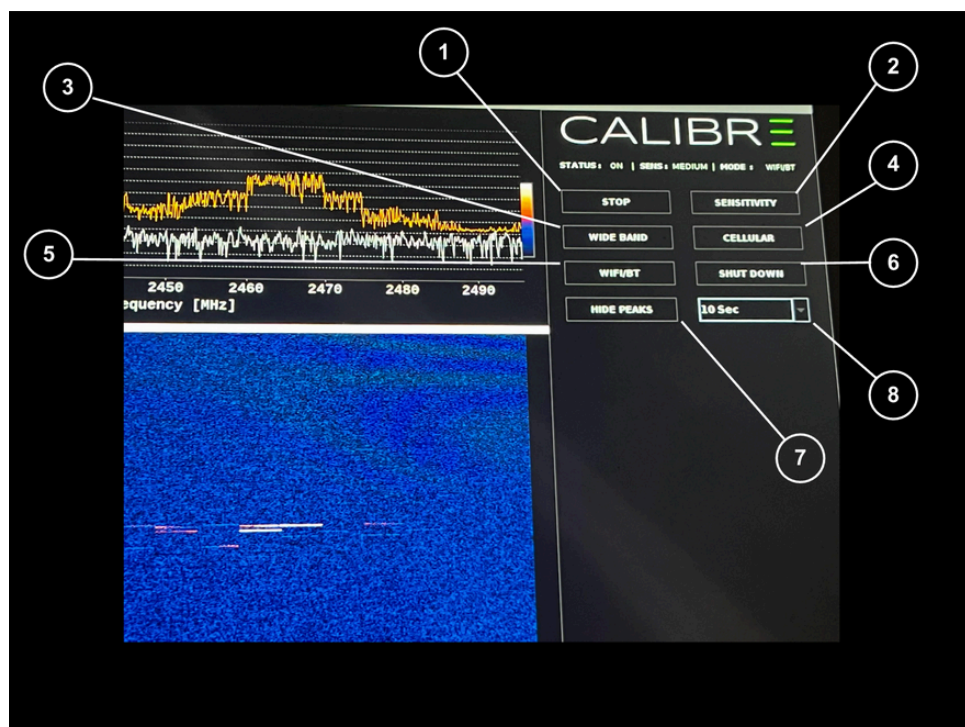 1
2
3
CALIBRE
STATUS: ON | SENS: MEDIUM | MODE: WIFI/BT
4
STOP
SENSITIVITY
WIDE BAND
CELLULAR
5
6
WIFI/BT
SHUT DOWN
2450 2460 2470 2480 2490
equency [MHz]
HIDE PEAKS
10 Sec
8
7